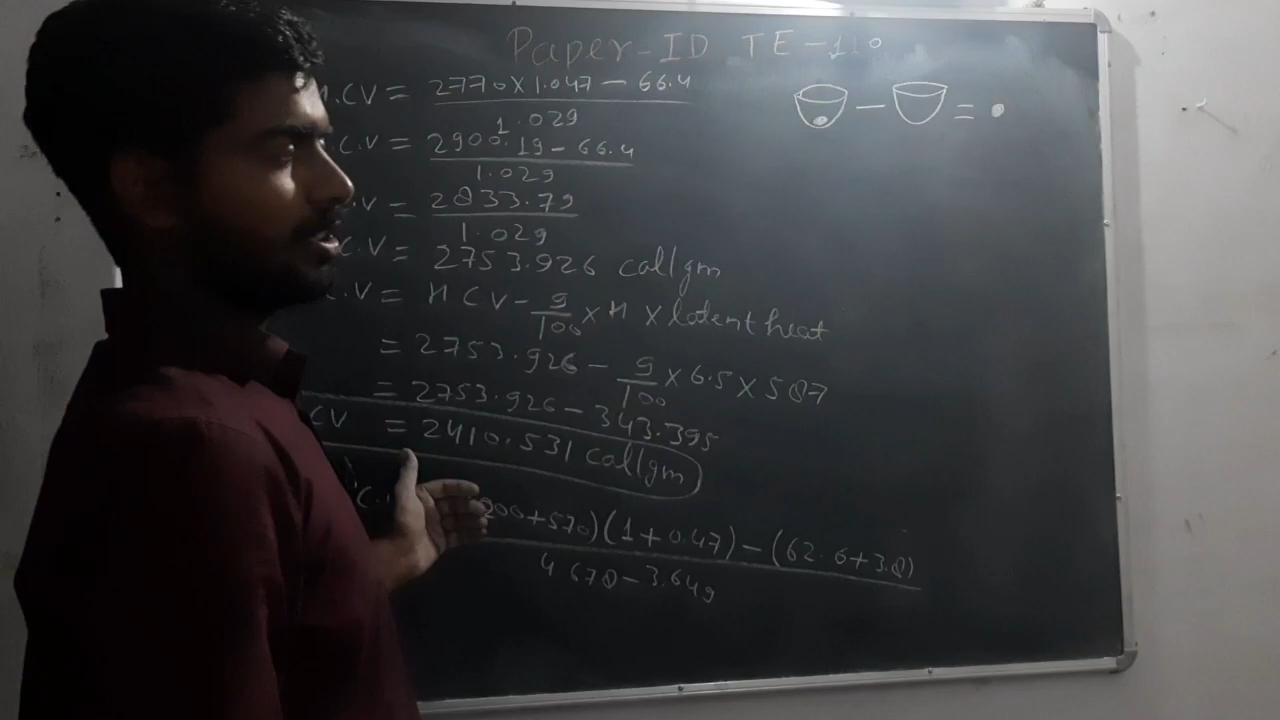 Paper-ID TE-110
H.CV = 2770 X 1.047 - 66.4
1.029
.C.V = 2900.19 - 66.4
1.029
.V = 2833.79
1.029
.C.V = 2753.926 cal/gm
.C.V = HCV - 9/100 X H X latent heat
= 2753.926 - 9/100 X 6.5 X 587
= 2753.926 - 343.395
CV = 2410.531 cal/gm
C. 200+570)(1+0.47) - (62.6+3.8)
4.678 - 3.649